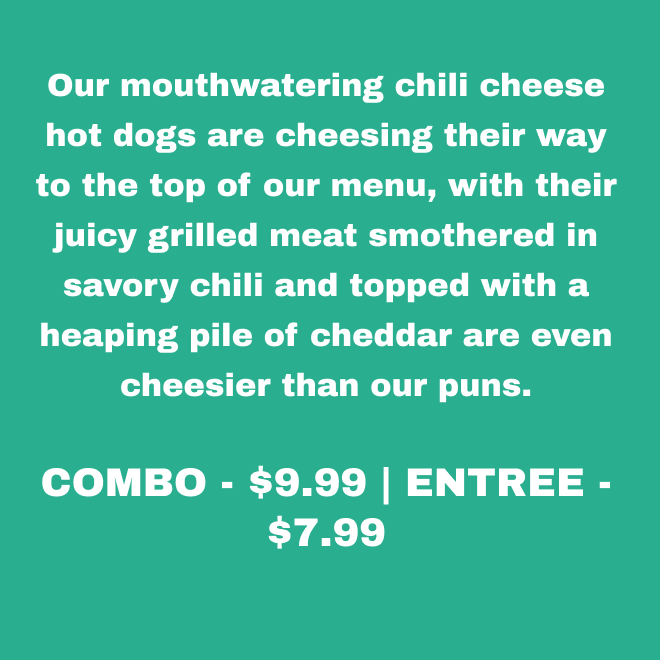 Our mouthwatering chili cheese
hot dogs are cheesing their way
to the top of our menu, with their
juicy grilled meat smothered in
savory chili and topped with a
heaping pile of cheddar are even
cheesier than our puns.
COMBO - $9.99 | ENTREE -
$7.99